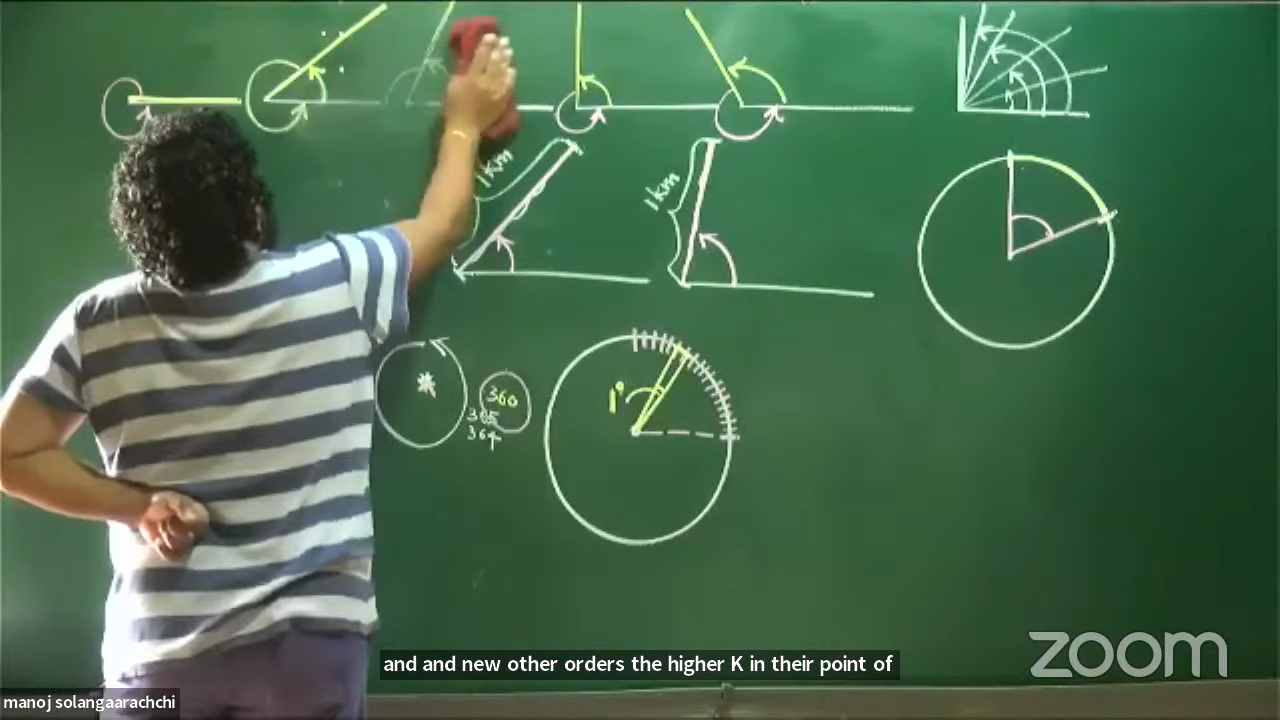 1km
1km
360
365
364
1°
and and new other orders the higher K in their point of
zoom
manoj solangaarachchi